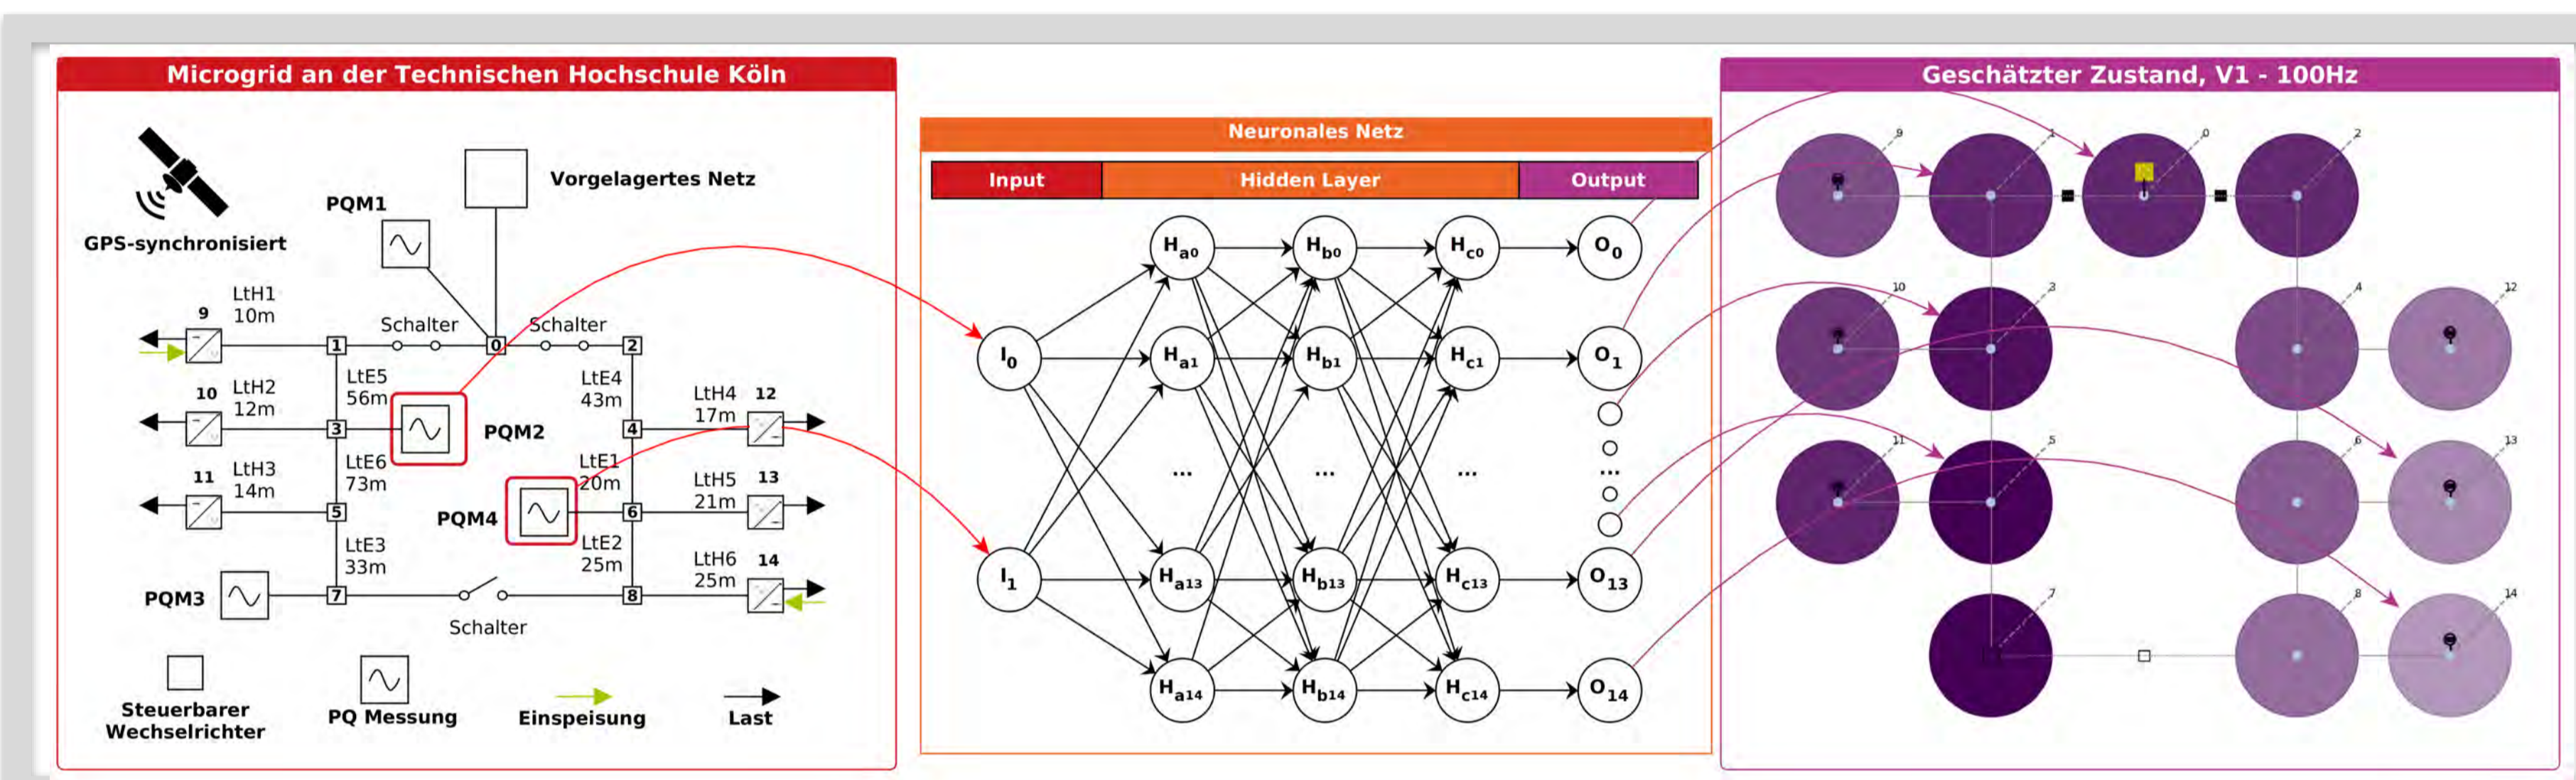 Microgrid an der Technischen Hochschule Köln
GPS-synchronisiert
PQM1
Vorgelagertes Netz
9
LtH1
10m
1
Schalter
0
Schalter
2
10
LtH2
12m
LtE5
56m
3
PQM2
LtE4
43m
4
LtH4
17m
12
11
LtH3
14m
LtE6
73m
5
PQM4
LtE1
20m
6
LtH5
21m
13
LtE3
33m
LtE2
25m
LtH6
25m
14
PQM3
7
Schalter
8
Steuerbarer
Wechselrichter
PQ Messung
Einspeisung
Last
Neuronales Netz
Input
Hidden Layer
Output
Ha0
Hb0
Hc0
O0
I0
Ha1
Hb1
Hc1
O1
...
...
...
...
I1
Ha13
Hb13
Hc13
O13
Ha14
Hb14
Hc14
O14
Geschätzter Zustand, V1 - 100Hz
9
1
0
2
10
3
4
12
11
5
6
13
7
8
14